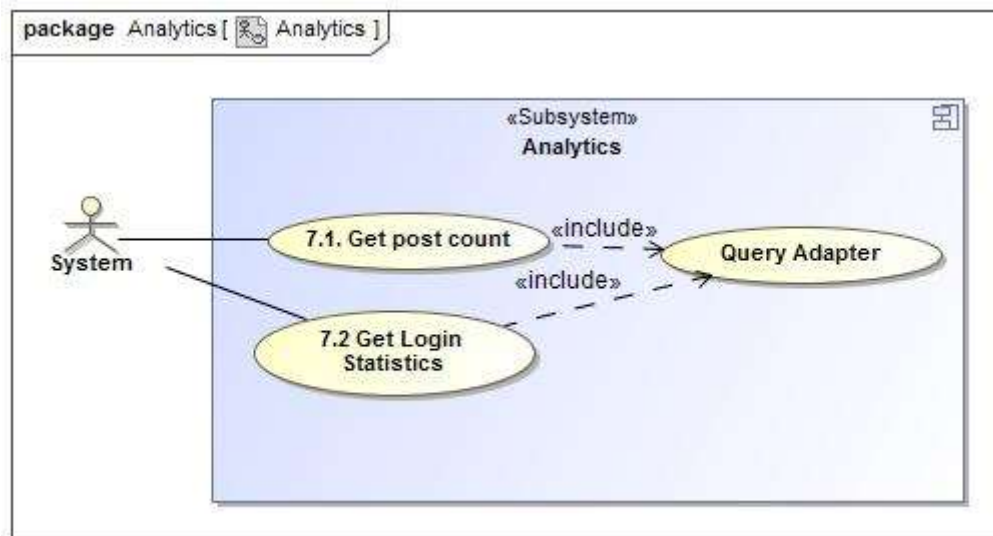 package Analytics [ Analytics ]
«Subsystem»
Analytics
System
7.1. Get post count
«include»
Query Adapter
«include»
7.2 Get Login
Statistics